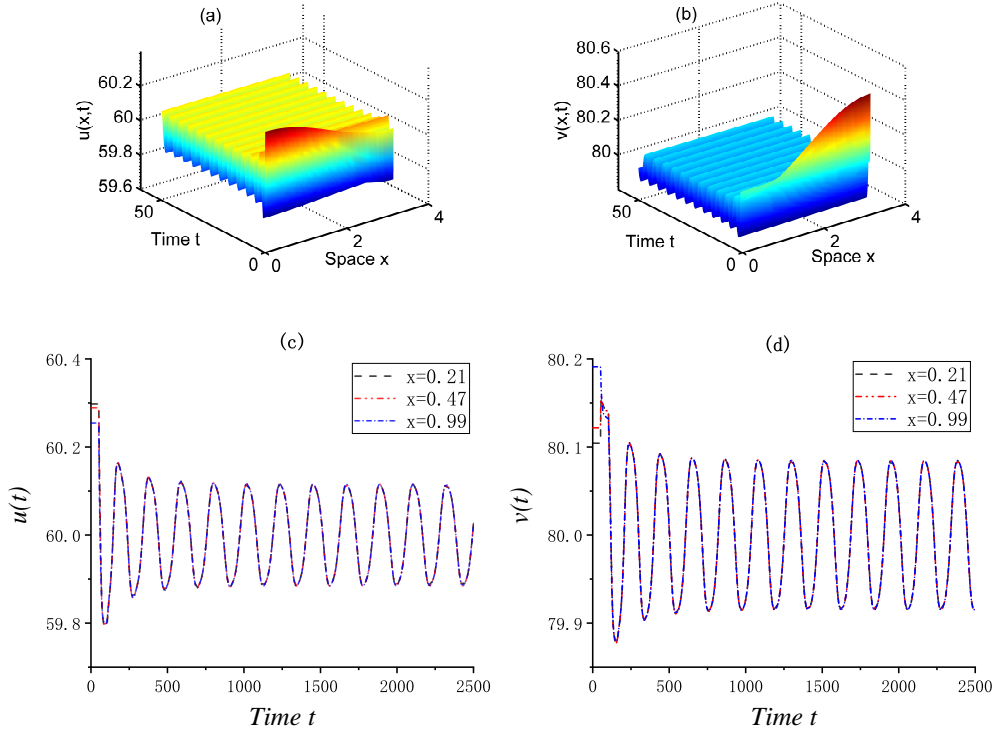 (a)
60.2
60
59.8
59.6
u(x,t)
50
0
Time t
0
2
4
Space x
(b)
80.6
80.4
80.2
80
v(x,t)
50
0
Time t
0
2
4
Space x
(c)
60.4
60.2
60.0
59.8
u(t)
x=0.21
x=0.47
x=0.99
0
500
1000
1500
2000
2500
Time t
(d)
80.2
80.1
80.0
79.9
v(t)
x=0.21
x=0.47
x=0.99
0
500
1000
1500
2000
2500
Time t